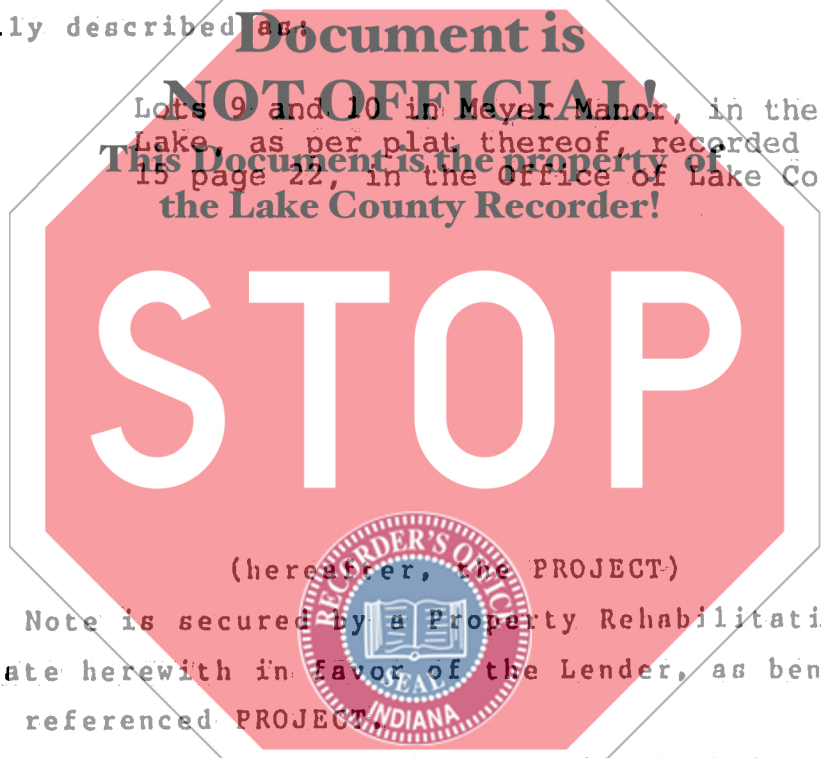 ly described as:
Document is
NOT OFFICIAL!
Lots 9 and 10 in Meyer Manor, in the
Lake, as per plat thereof, recorded
This Document is the property of
15 page 22, in the Office of Lake Co
the Lake County Recorder!
STOP
(hereafter, the PROJECT)
Note is secured by a Property Rehabilitati
ate herewith in favor of the Lender, as ben
referenced PROJECT.
RECORDER'S OFFICE
SEAL
INDIANA